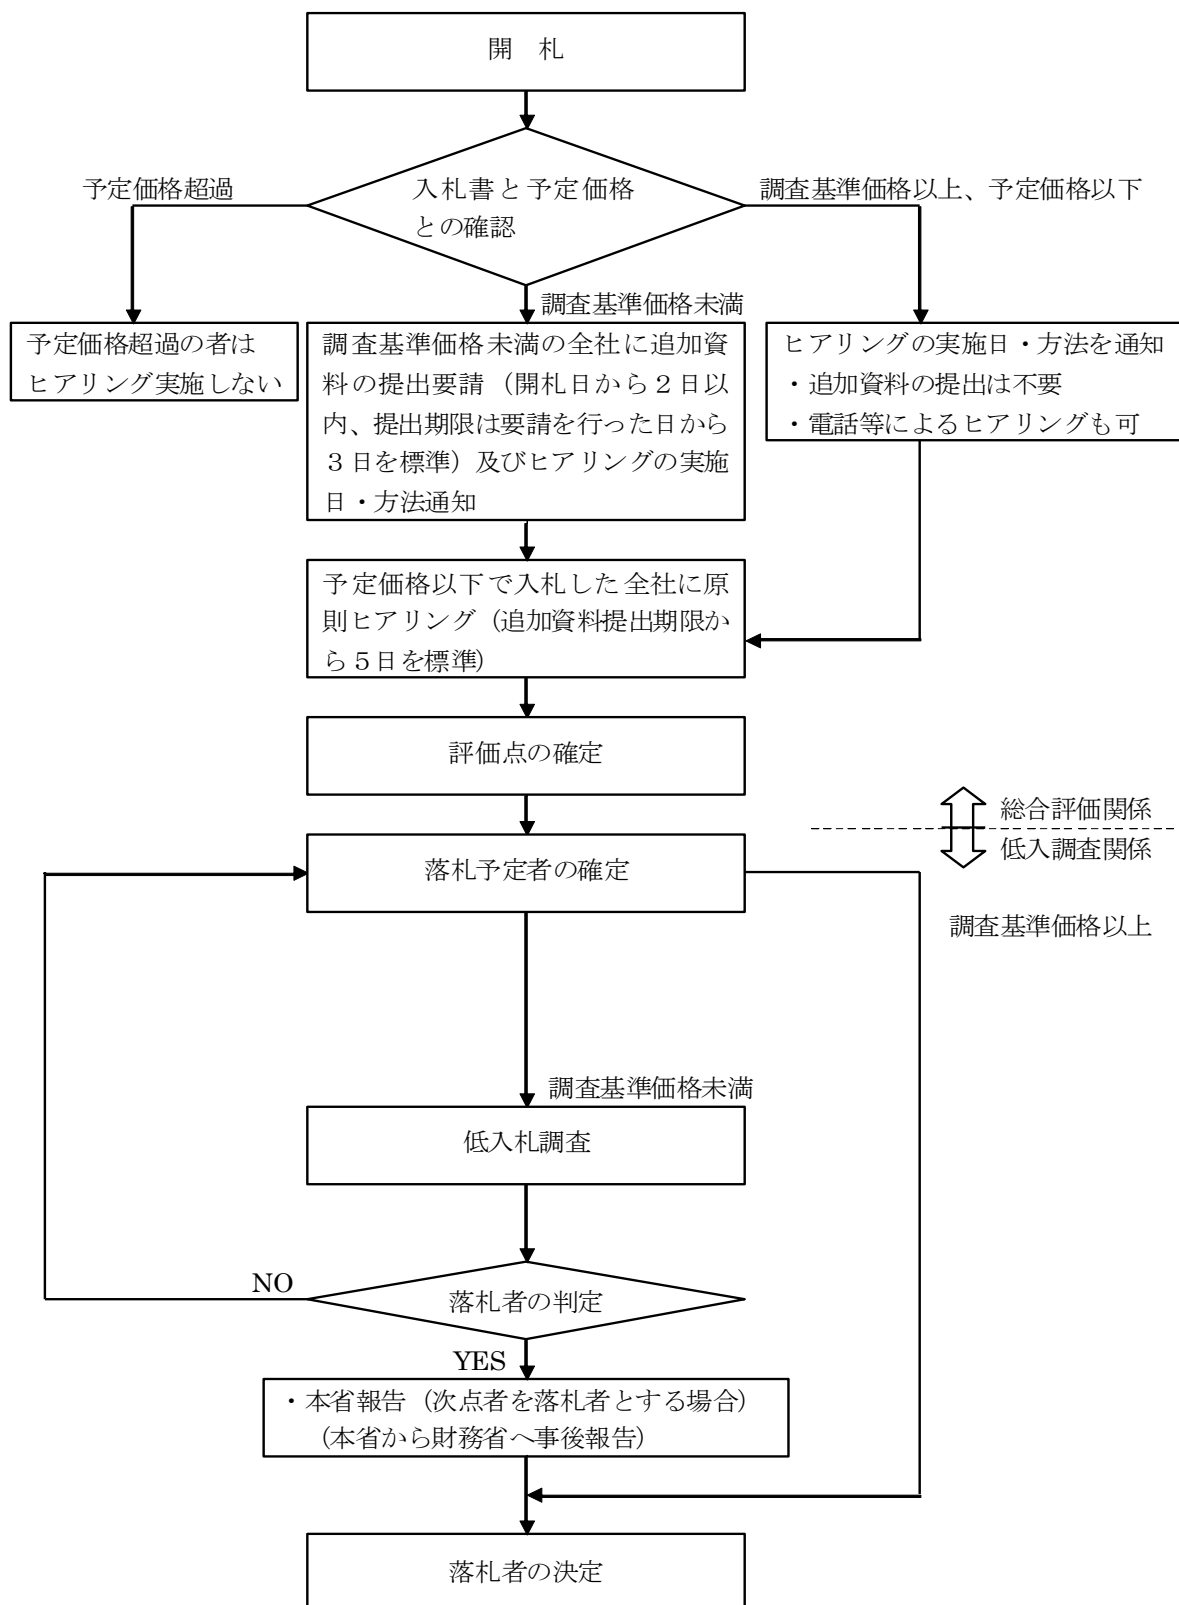 開　札
入札書と予定価格
との確認
予定価格超過
調査基準価格以上、予定価格以下
調査基準価格未満
予定価格超過の者は
ヒアリング実施しない
調査基準価格未満の全社に追加資
料の提出要請（開札日から２日以
内、提出期限は要請を行った日から
３日を標準）及びヒアリングの実施
日・方法通知
ヒアリングの実施日・方法を通知
・追加資料の提出は不要
・電話等によるヒアリングも可
予定価格以下で入札した全社に原
則ヒアリング（追加資料提出期限か
ら５日を標準）
評価点の確定
総合評価関係
低入調査関係
落札予定者の確定
調査基準価格以上
調査基準価格未満
低入札調査
NO
落札者の判定
YES
・本省報告（次点者を落札者とする場合）
（本省から財務省へ事後報告）
落札者の決定